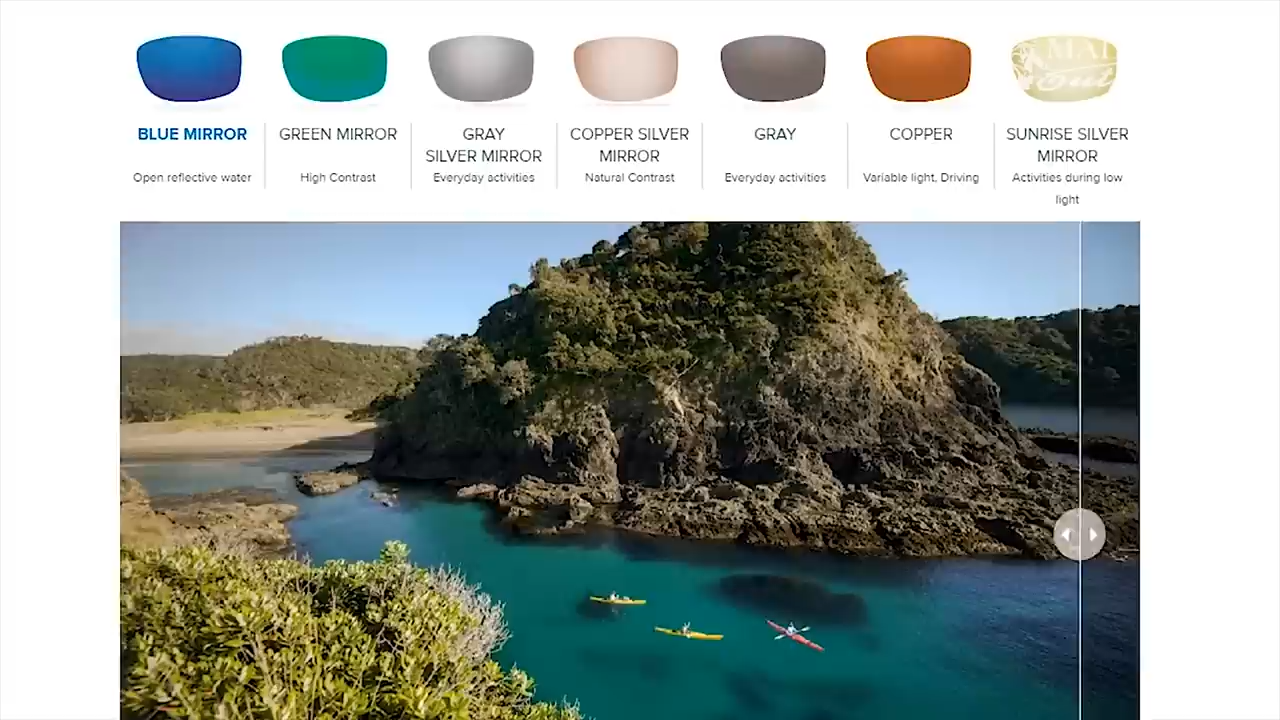 BLUE MIRROR
Open reflective water
GREEN MIRROR
High Contrast
GRAY
SILVER MIRROR
Everyday activities
COPPER SILVER
MIRROR
Natural Contrast
GRAY
Everyday activities
COPPER
Variable light, Driving
SUNRISE SILVER
MIRROR
Activities during low
light